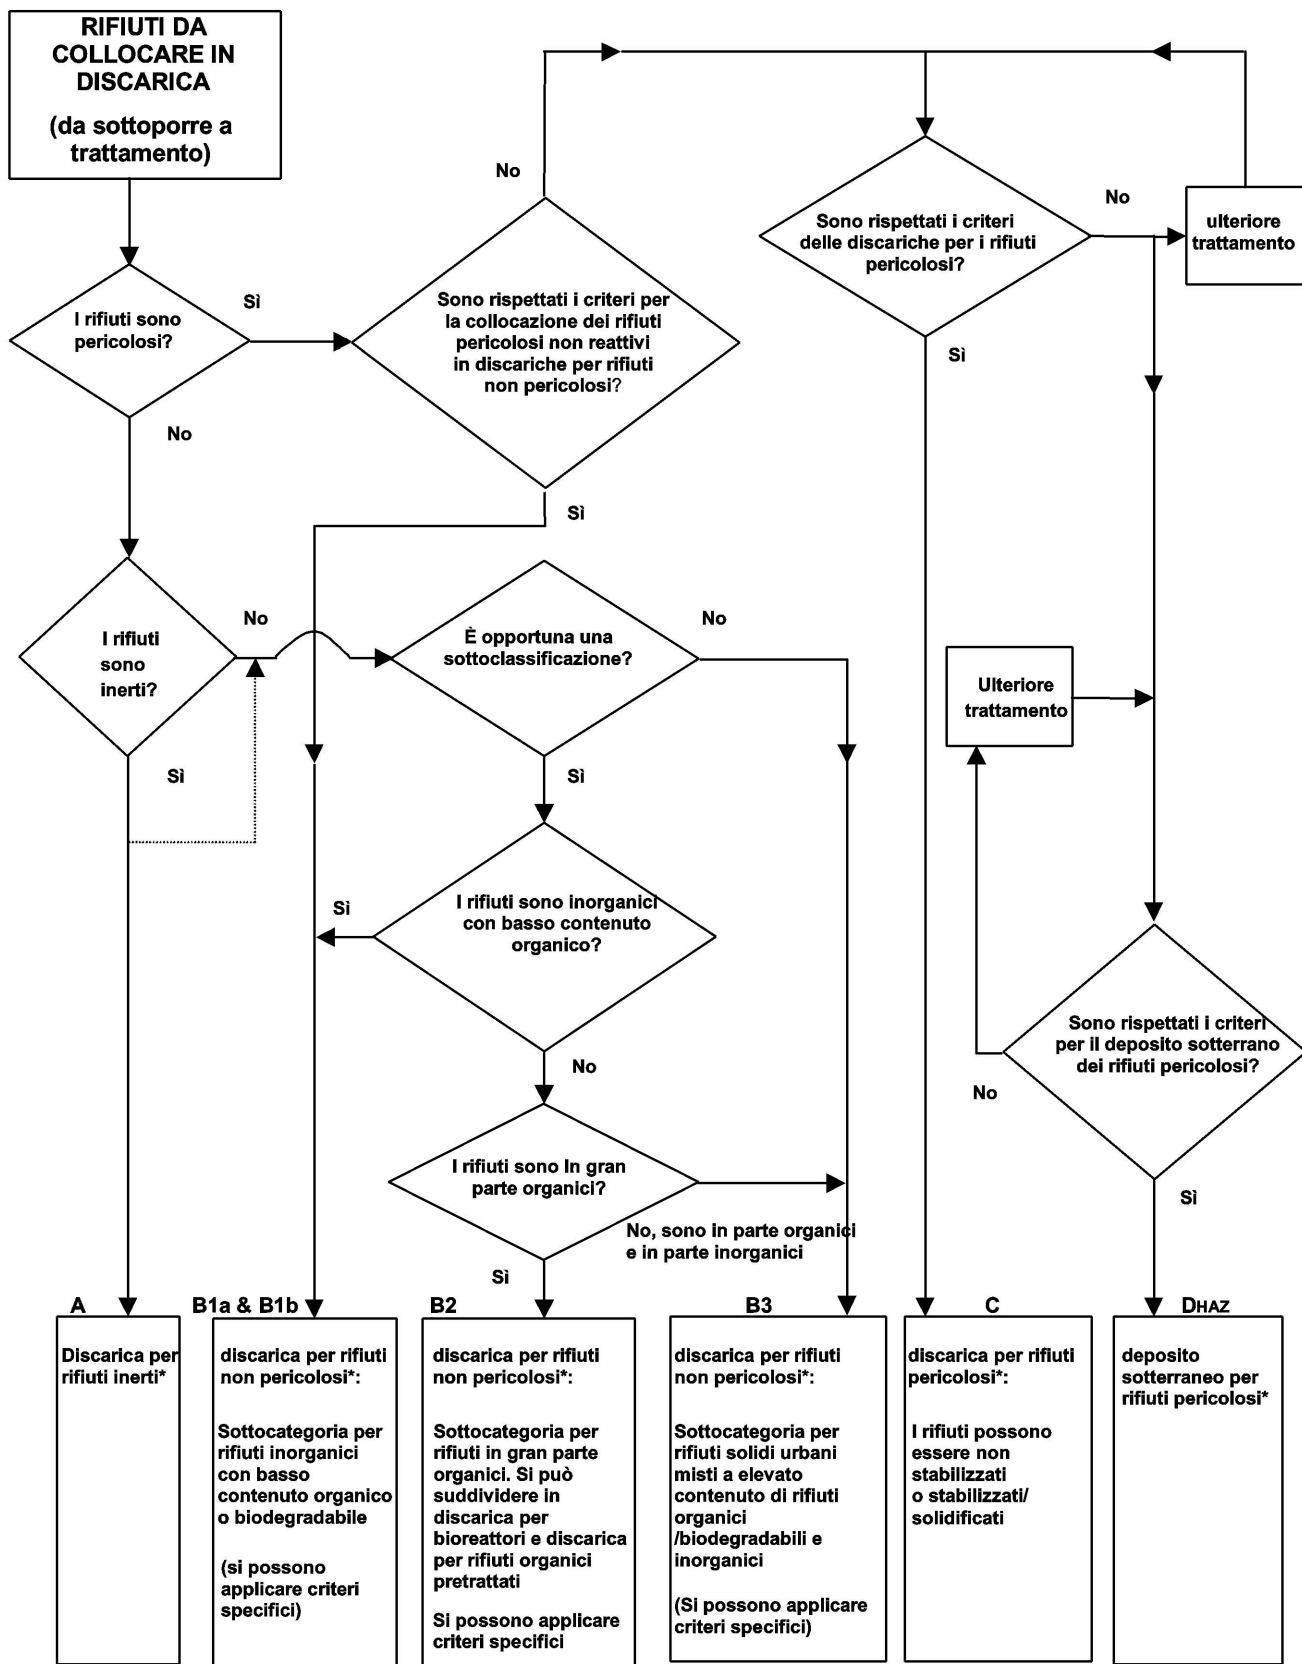 RIFIUTI DA
COLLOCARE IN
DISCARICA
(da sottoporre a
trattamento)
No
Sono rispettati i criteri
delle discariche per i rifiuti
pericolosi?
No
ulteriore
trattamento
I rifiuti sono
pericolosi?
Sì
Sono rispettati i criteri per
la collocazione dei rifiuti
pericolosi non reattivi
in discariche per rifiuti
non pericolosi?
Sì
No
Sì
I rifiuti
sono
inerti?
No
È opportuna una
sottoclassificazione?
No
Ulteriore
trattamento
Sì
Sì
Sì
I rifiuti sono inorganici
con basso contenuto
organico?
Sono rispettati i criteri
per il deposito sotterrano
dei rifiuti pericolosi?
No
No
I rifiuti sono In gran
parte organici?
Sì
No, sono in parte organici
e in parte inorganici
Sì
A
Discarica per
rifiuti inerti*
B1a & B1b
discarica per rifiuti
non pericolosi*:
Sottocategoria per
rifiuti inorganici
con basso
contenuto organico
o biodegradabile
(si possono
applicare criteri
specifici)
B2
discarica per rifiuti
non pericolosi*:
Sottocategoria per
rifiuti in gran parte
organici. Si può
suddividere in
discarica per
bioreattori e discarica
per rifiuti organici
pretrattati
Si possono applicare
criteri specifici
B3
discarica per rifiuti
non pericolosi*:
Sottocategoria per
rifiuti solidi urbani
misti a elevato
contenuto di rifiuti
organici
/biodegradabili e
inorganici
(Si possono applicare
criteri specifici)
C
discarica per rifiuti
pericolosi*:
I rifiuti possono
essere non
stabilizzati
o stabilizzati/
solidificati
DHAZ
deposito
sotterraneo per
rifiuti pericolosi*